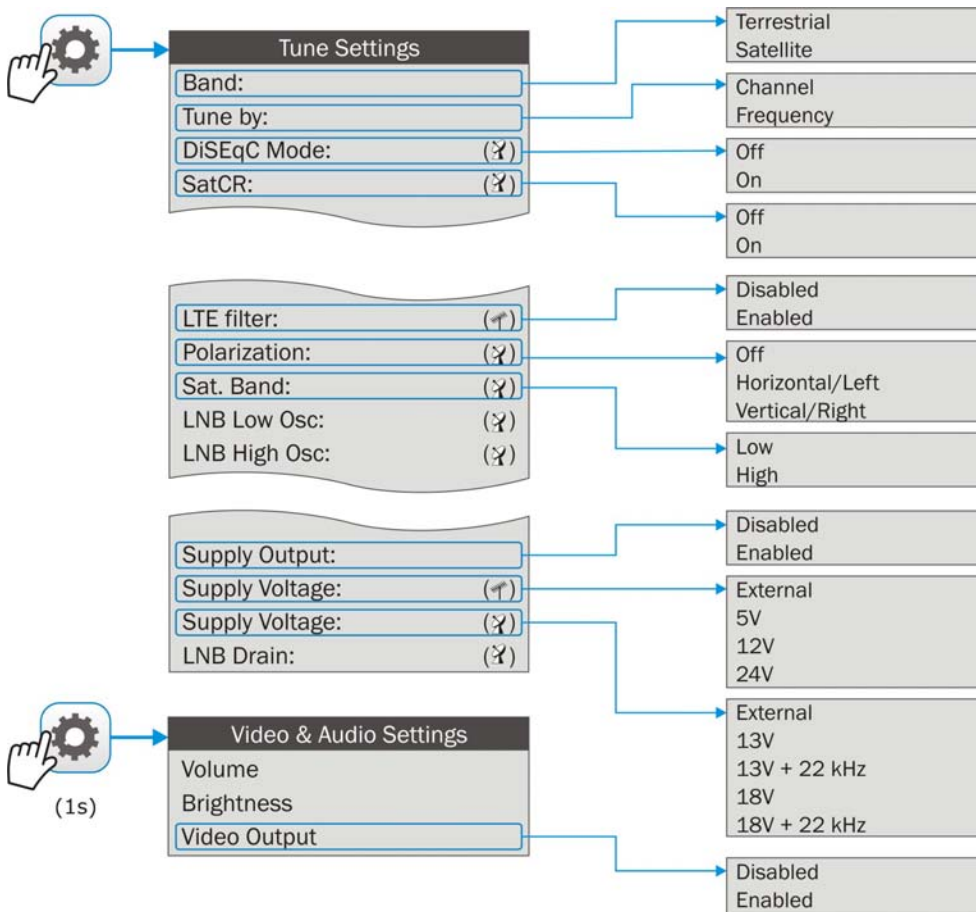 Tune Settings
Band:
Tune by:
DiSEqC Mode:
SatCR:
Terrestrial
Satellite
Channel
Frequency
Off
On
Off
On
LTE filter:
Polarization:
Sat. Band:
LNB Low Osc:
LNB High Osc:
Disabled
Enabled
Off
Horizontal/Left
Vertical/Right
Low
High
Supply Output:
Supply Voltage:
Supply Voltage:
LNB Drain:
Disabled
Enabled
External
5V
12V
24V
External
13V
13V + 22 kHz
18V
18V + 22 kHz
(1s)
Video & Audio Settings
Volume
Brightness
Video Output
Disabled
Enabled